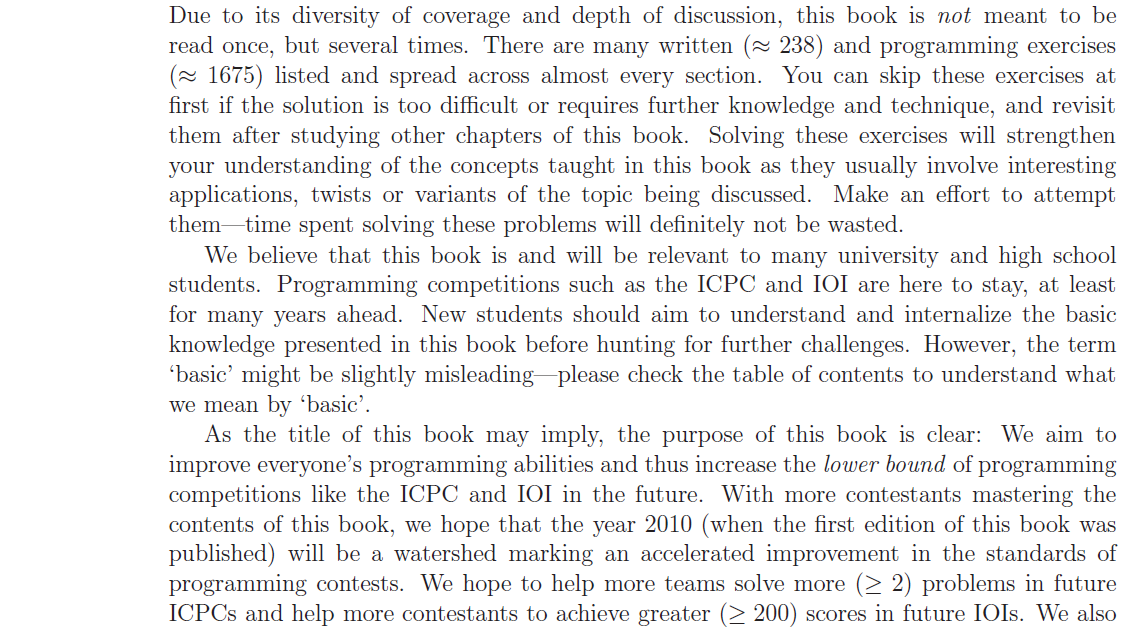 Due to its diversity of coverage and depth of discussion, this book is not meant to be
read once, but several times. There are many written (≈ 238) and programming exercises
(≈ 1675) listed and spread across almost every section. You can skip these exercises at
first if the solution is too difficult or requires further knowledge and technique, and revisit
them after studying other chapters of this book. Solving these exercises will strengthen
your understanding of the concepts taught in this book as they usually involve interesting
applications, twists or variants of the topic being discussed. Make an effort to attempt
them—time spent solving these problems will definitely not be wasted.
We believe that this book is and will be relevant to many university and high school
students. Programming competitions such as the ICPC and IOI are here to stay, at least
for many years ahead. New students should aim to understand and internalize the basic
knowledge presented in this book before hunting for further challenges. However, the term
‘basic’ might be slightly misleading—please check the table of contents to understand what
we mean by ‘basic’.
As the title of this book may imply, the purpose of this book is clear: We aim to
improve everyone’s programming abilities and thus increase the lower bound of programming
competitions like the ICPC and IOI in the future. With more contestants mastering the
contents of this book, we hope that the year 2010 (when the first edition of this book was
published) will be a watershed marking an accelerated improvement in the standards of
programming contests. We hope to help more teams solve more (≥ 2) problems in future
ICPCs and help more contestants to achieve greater (≥ 200) scores in future IOIs. We also